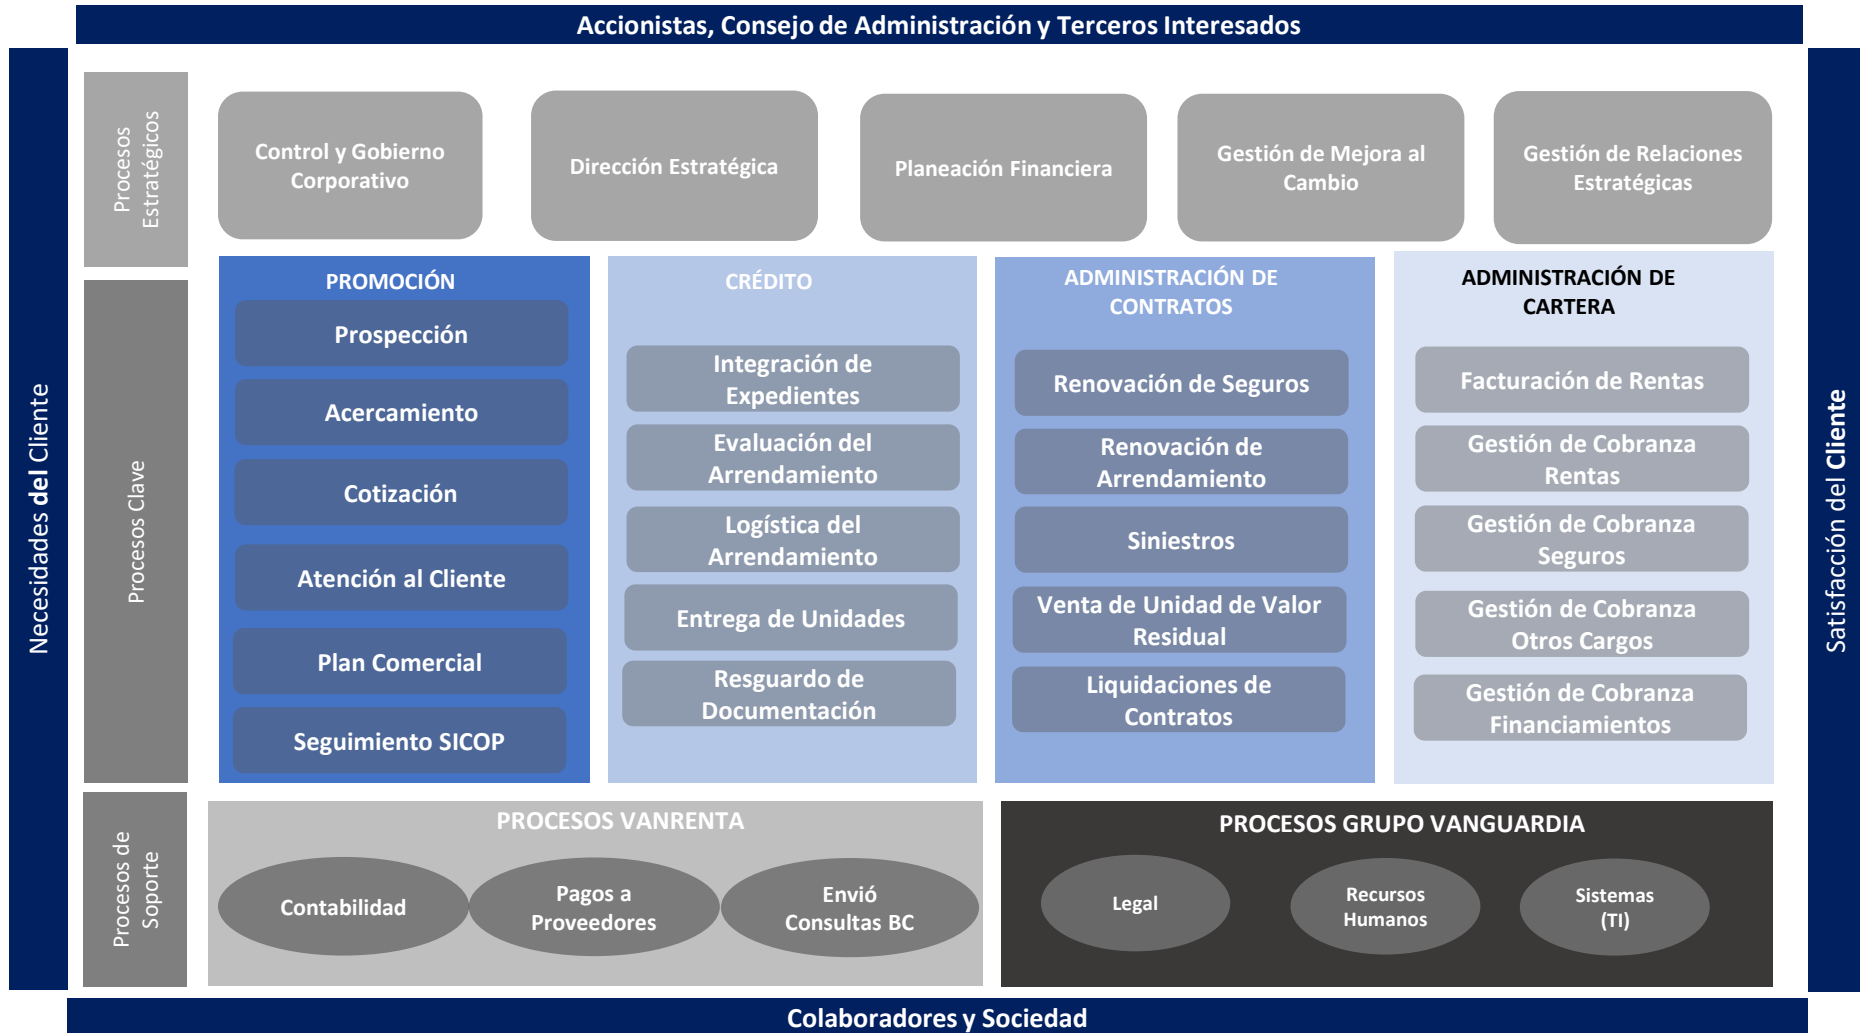 Accionistas, Consejo de Administración y Terceros Interesados
Necesidades del Cliente
Procesos
Estratégicos
Control y Gobierno
Corporativo
Dirección Estratégica
Planeación Financiera
Gestión de Mejora al
Cambio
Gestión de Relaciones
Estratégicas
Procesos Clave
PROMOCIÓN
Prospección
Acercamiento
Cotización
Atención al Cliente
Plan Comercial
Seguimiento SICOP
CRÉDITO
Integración de
Expedientes
Evaluación del
Arrendamiento
Logística del
Arrendamiento
Entrega de Unidades
Resguardo de
Documentación
ADMINISTRACIÓN DE
CONTRATOS
Renovación de Seguros
Renovación de
Arrendamiento
Siniestros
Venta de Unidad de Valor
Residual
Liquidaciones de
Contratos
ADMINISTRACIÓN DE
CARTERA
Facturación de Rentas
Gestión de Cobranza
Rentas
Gestión de Cobranza
Seguros
Gestión de Cobranza
Otros Cargos
Gestión de Cobranza
Financiamientos
Procesos de
Soporte
PROCESOS VANRENTA
Contabilidad
Pagos a
Proveedores
Envió
Consultas BC
PROCESOS GRUPO VANGUARDIA
Legal
Recursos
Humanos
Sistemas
(TI)
Satisfacción del Cliente
Colaboradores y Sociedad